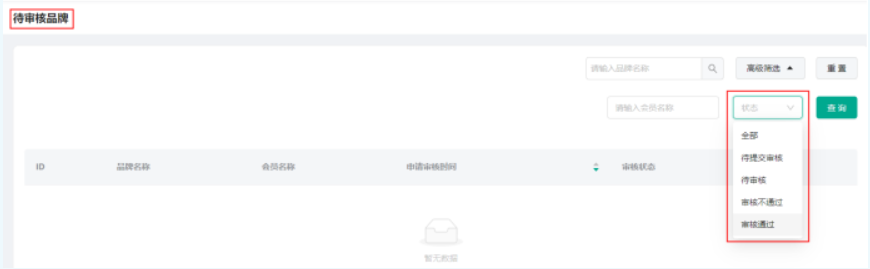 待审核品牌
请输入品牌名称
高级筛选
重置
请输入会员名称
状态
查询
全部
待提交审核
待审核
审核不通过
审核通过
ID 品牌名称 会员名称 申请审核时间 审核状态
暂无数据